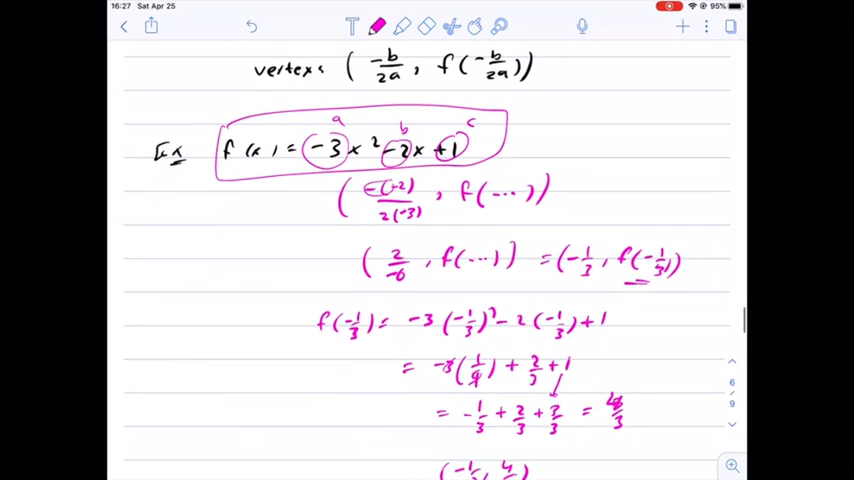 16:27 Sat Apr 25 95%
vertex: ( -b/2a , f(-b/2a) )
a b c
Ex f(x) = -3x² -2x +1
( -(-2)/2(-3) , f(...) )
( 2/-6 , f(...) ) = (-1/3 , f(-1/3))
f(-1/3) = -3(-1/3)² - 2(-1/3) + 1
= -3(1/9) + 2/3 + 1
= -1/3 + 2/3 + 3/3 = 4/3
6
/
9